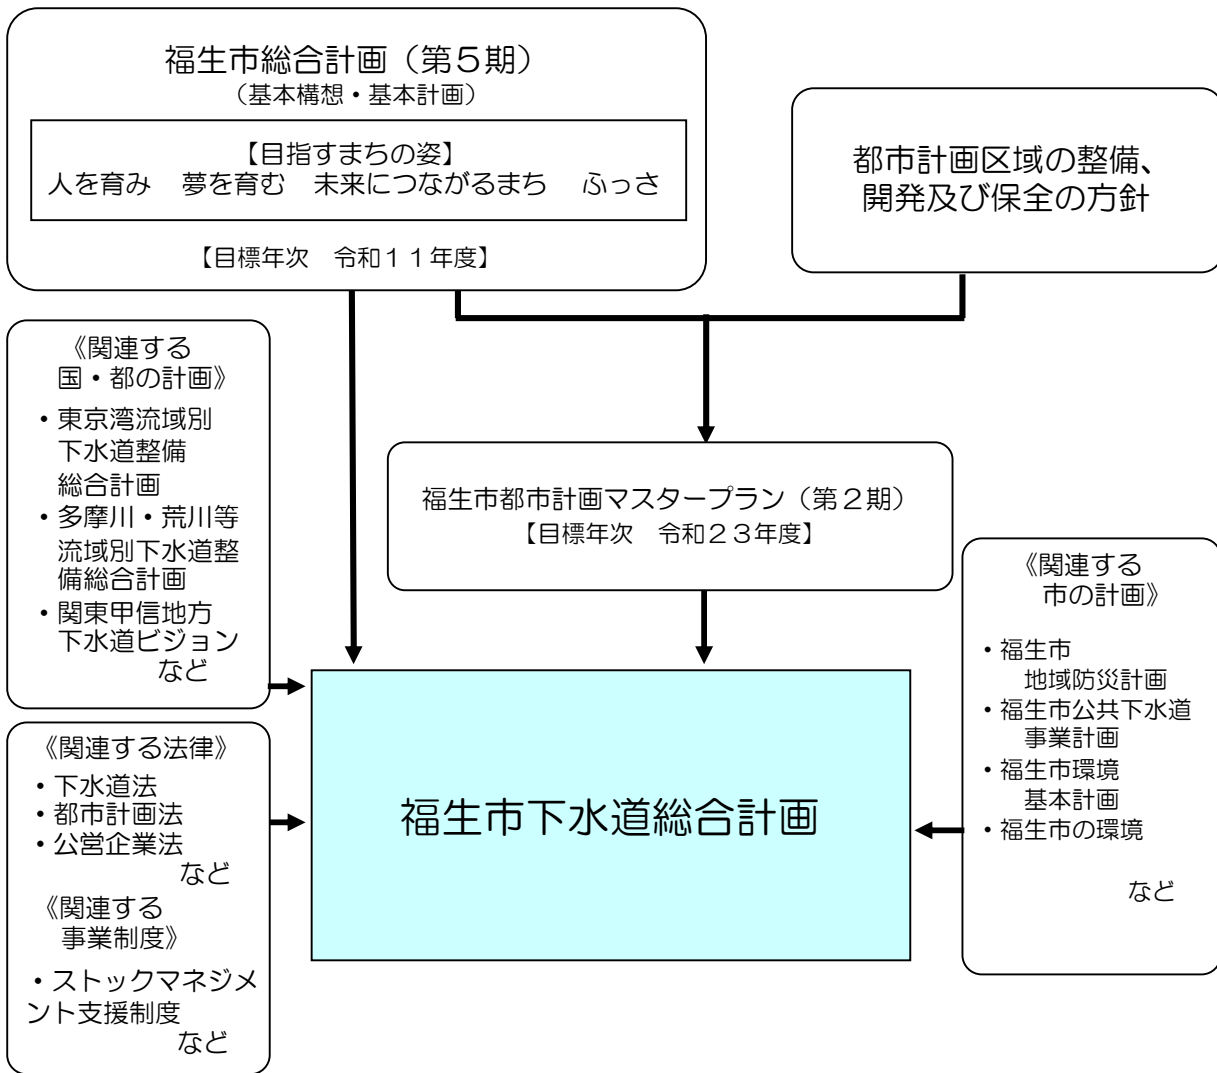 福生市総合計画（第５期）
（基本構想・基本計画）
【目指すまちの姿】
人を育み　夢を育む　未来につながるまち　ふっさ
【目標年次　令和１１年度】
都市計画区域の整備、
開発及び保全の方針
《関連する
国・都の計画》
・東京湾流域別
下水道整備
総合計画
・多摩川・荒川等
流域別下水道整
備総合計画
・関東甲信地方
下水道ビジョン
など
福生市都市計画マスタープラン（第２期）
【目標年次　令和２３年度】
《関連する法律》
・下水道法
・都市計画法
・公営企業法
など
《関連する
事業制度》
・ストックマネジメ
ント支援制度
など
福生市下水道総合計画
《関連する
市の計画》
・福生市
地域防災計画
・福生市公共下水道
事業計画
・福生市環境
基本計画
・福生市の環境
など